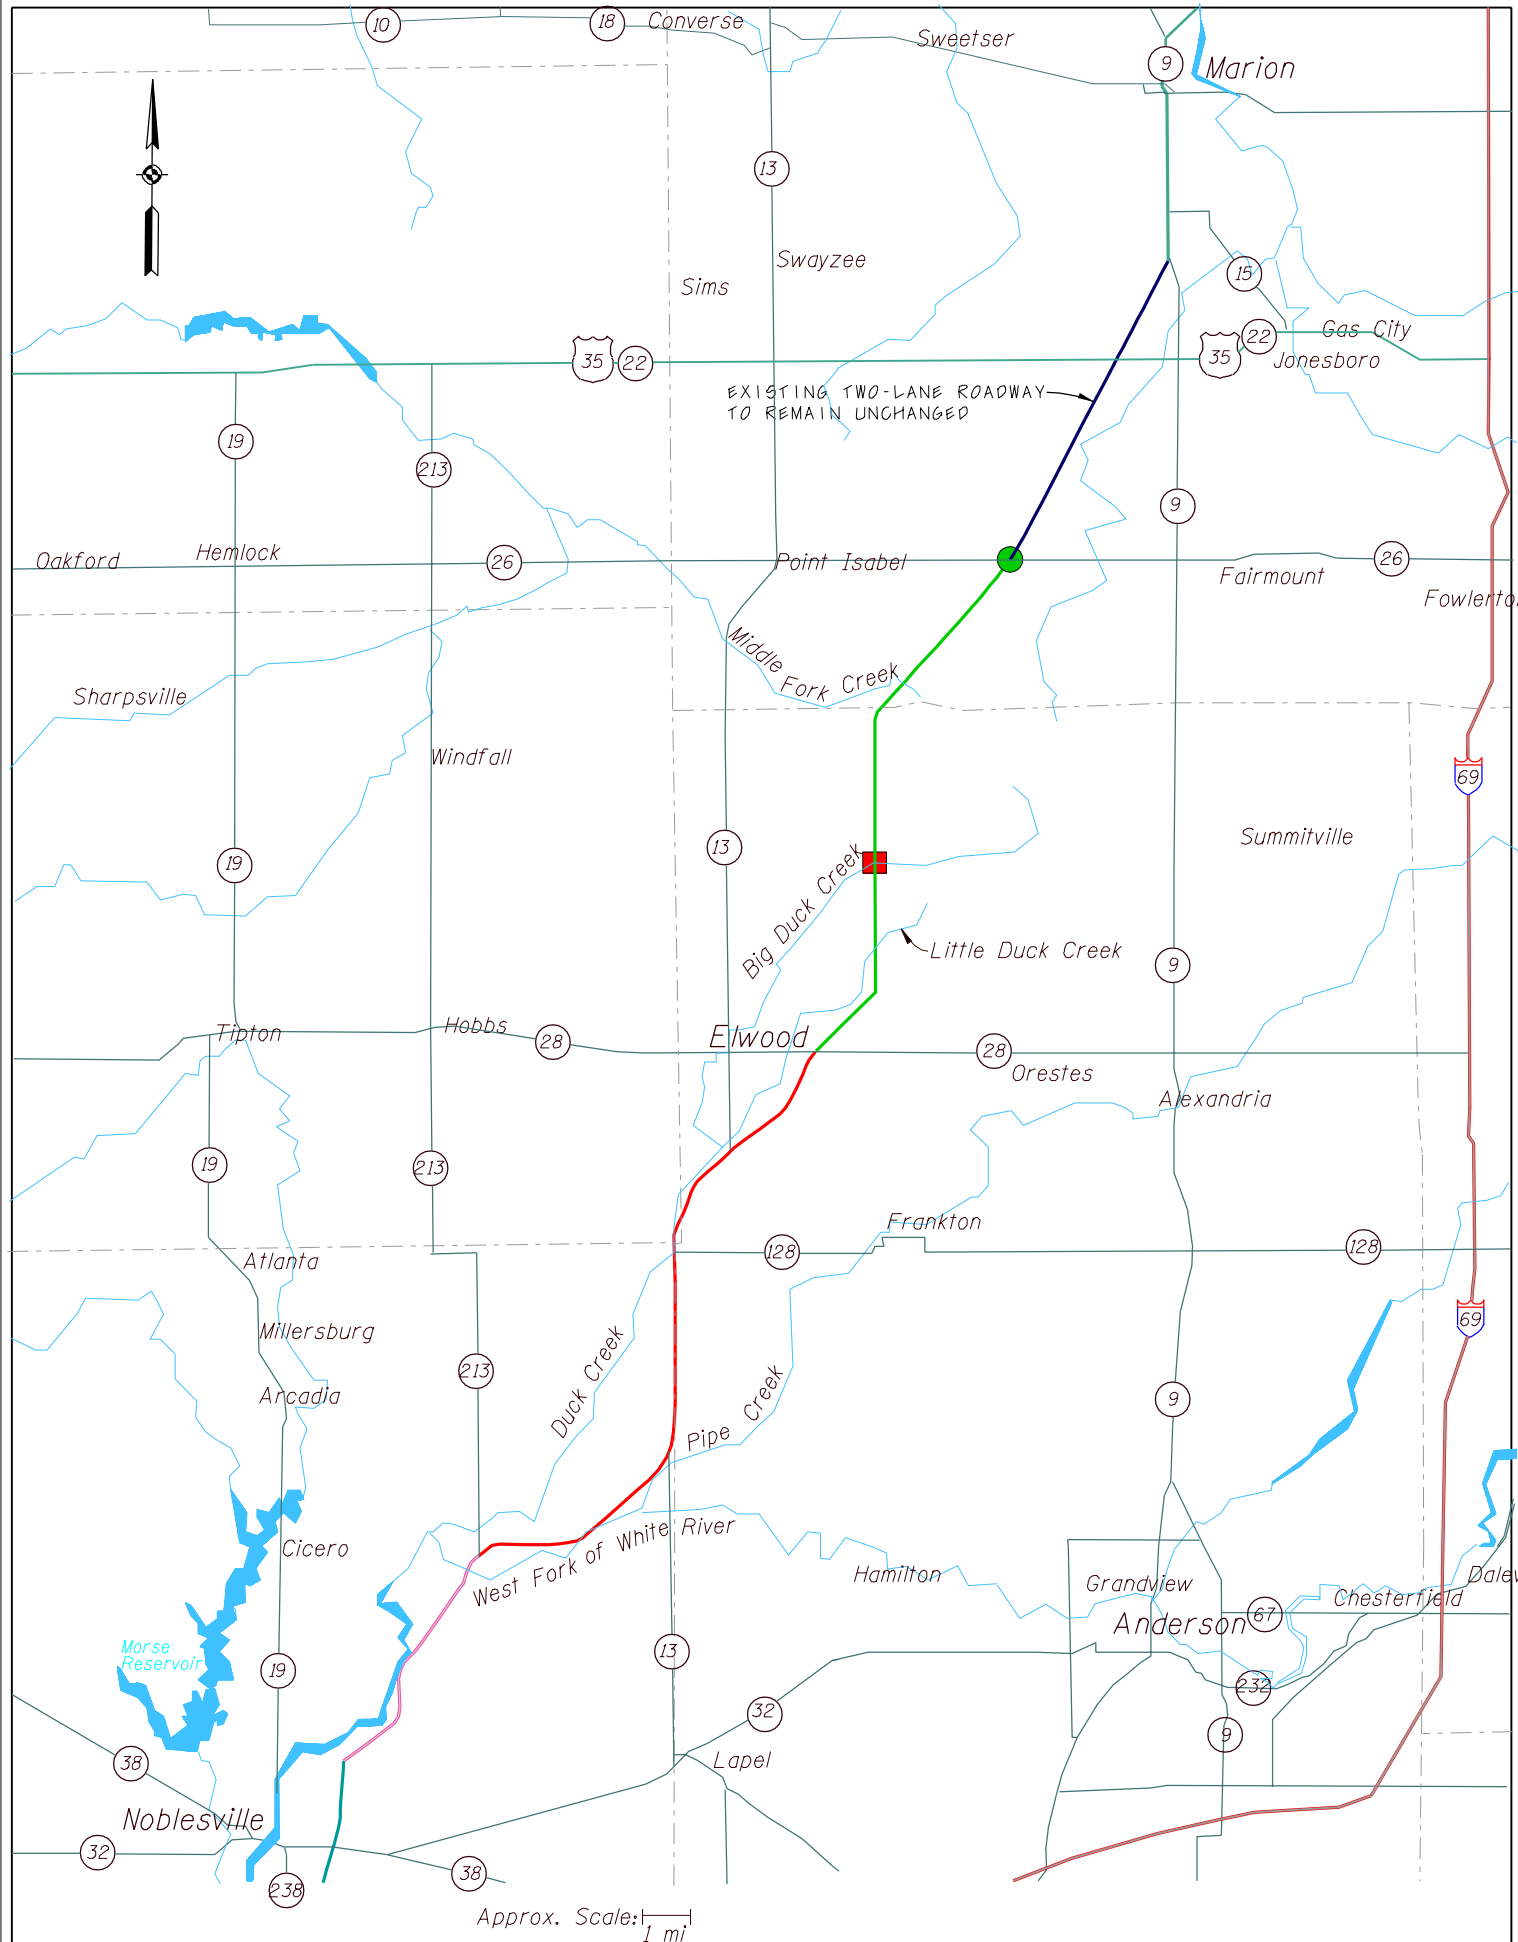 10
18
Converse
Sweetser
9
Marion
13
Swayzee
Sims
15
35
22
35
22
Gas City
Jonesboro
EXISTING TWO-LANE ROADWAY
TO REMAIN UNCHANGED
19
213
9
Oakford
Hemlock
26
Point Isabel
26
Fairmount
Middle
Fork Creek
Sharpsville
Windfall
69
19
13
Big Duck Creek
Summitville
Little Duck Creek
9
Tipton
Hobbs
28
Elwood
28
Orestes
Alexandria
19
213
Frankton
128
128
Atlanta
Millersburg
69
213
Duck Creek
Arcadia
Pipe Creek
9
Cicero
West Fork of White River
Hamilton
Grandview
Chesterfield
Anderson
67
Morse
Reservoir
19
13
232
32
9
38
Lapel
Noblesville
32
38
238
Approx. Scale:
1 mi